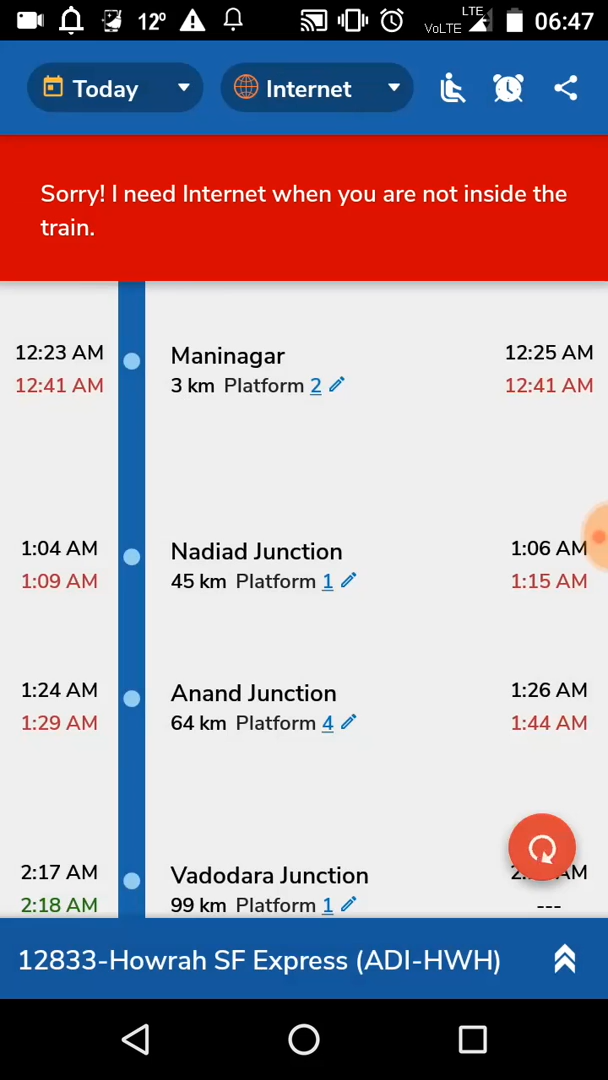 12° VoLTE LTE 06:47
Today Internet
Sorry! I need Internet when you are not inside the
train.
12:23 AM Maninagar 12:25 AM
12:41 AM 3 km Platform 2 12:41 AM
1:04 AM Nadiad Junction 1:06 AM
1:09 AM 45 km Platform 1 1:15 AM
1:24 AM Anand Junction 1:26 AM
1:29 AM 64 km Platform 4 1:44 AM
2:17 AM Vadodara Junction AM
2:18 AM 99 km Platform 1 ---
12833-Howrah SF Express (ADI-HWH)